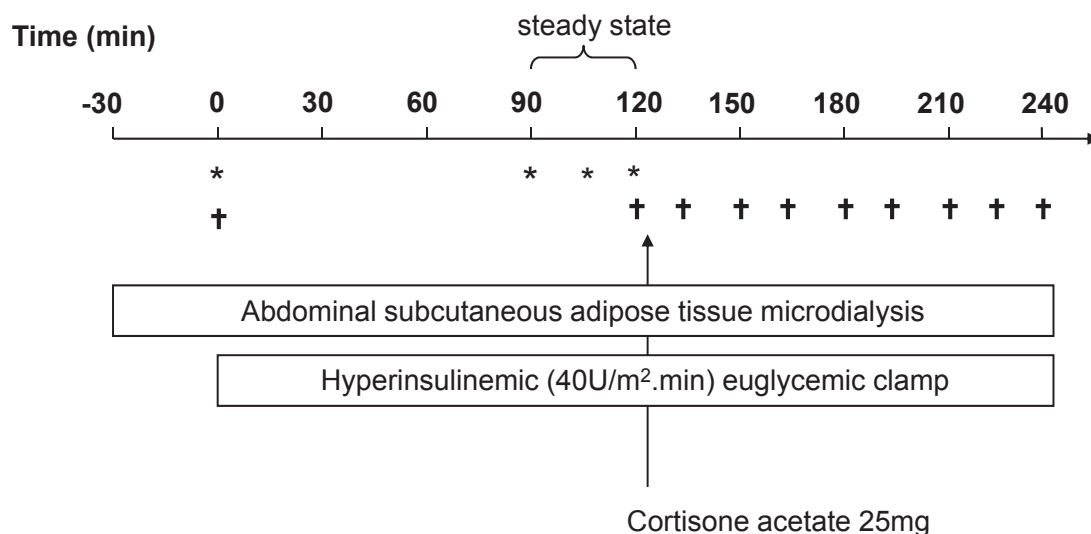 steady state
Time (min)
-30 0 30 60 90 120 150 180 210 240
* * * *
† † † † † † † † † †
Abdominal subcutaneous adipose tissue microdialysis
Hyperinsulinemic (40U/m².min) euglycemic clamp
Cortisone acetate 25mg